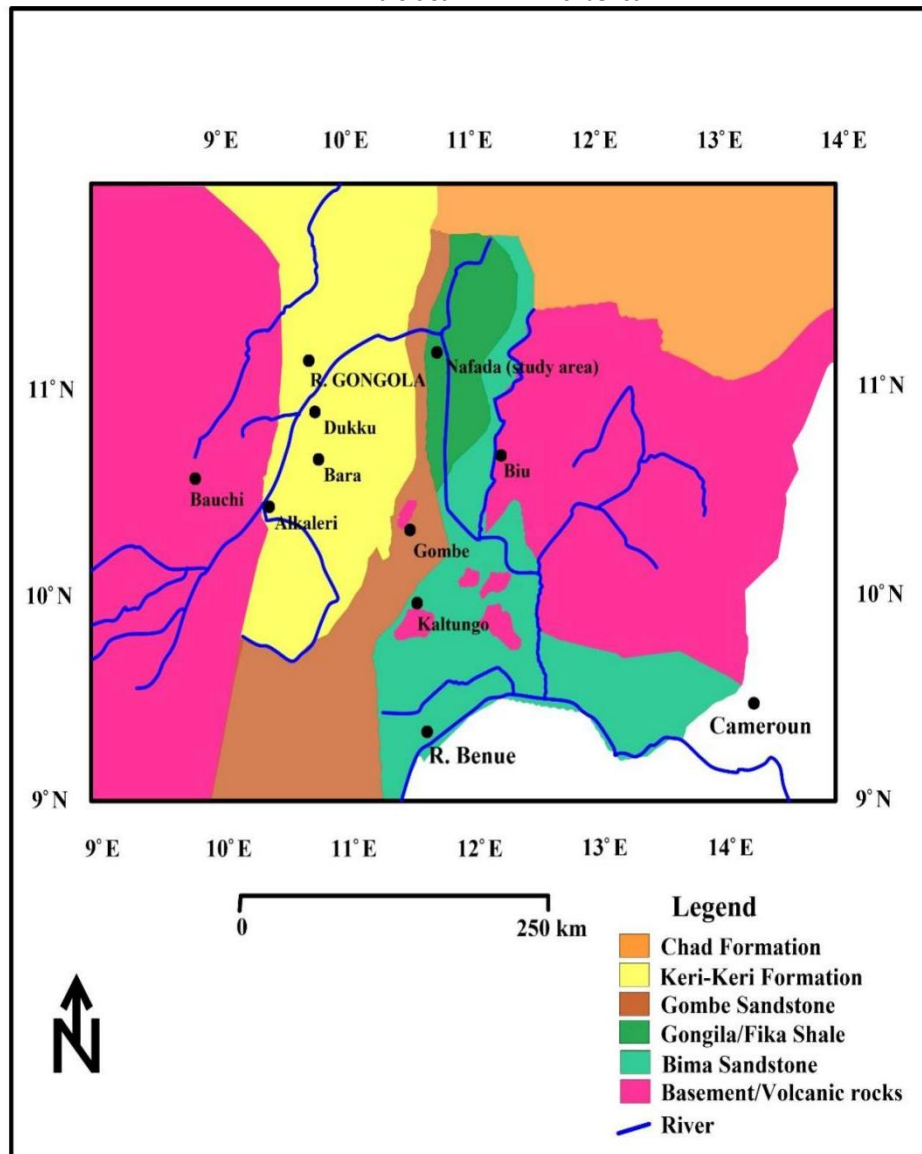 9°E 10°E 11°E 12°E 13°E 14°E
11°N
11°N
Nafada (study area)
R. GONGOLA
Dukku
Bara
Biu
Bauchi
Alkaleri
Gombe
10°N
10°N
Kaltungo
Cameroun
R. Benue
9°N
9°N
9°E 10°E 11°E 12°E 13°E 14°E
0 250 km
Legend
Chad Formation
Keri-Keri Formation
Gombe Sandstone
Gongila/Fika Shale
Bima Sandstone
Basement/Volcanic rocks
River
N